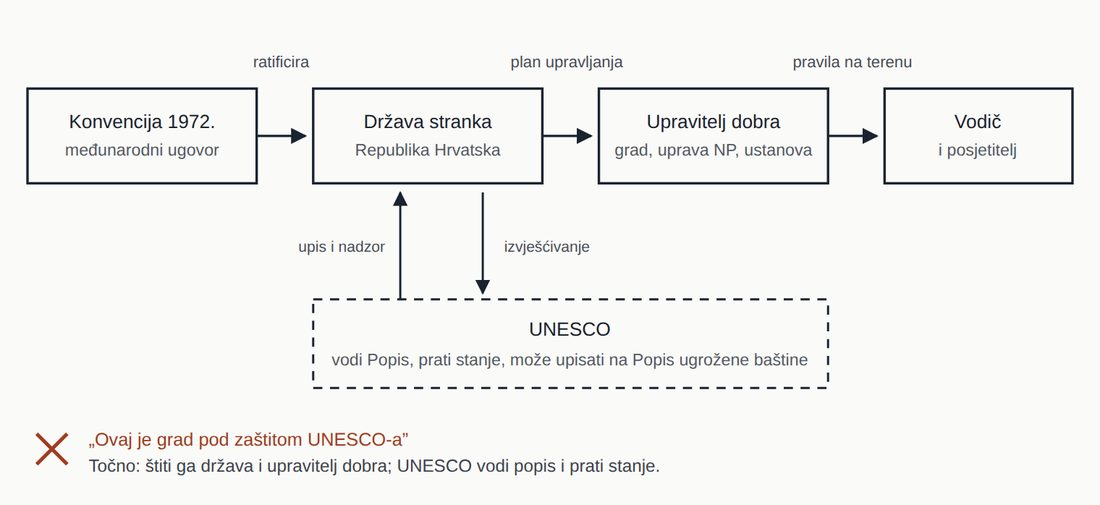 ratificira
plan upravljanja
pravila na terenu
Konvencija 1972.
međunarodni ugovor
Država stranka
Republika Hrvatska
Upravitelj dobra
grad, uprava NP, ustanova
Vodič
i posjetitelj
upis i nadzor
izvješćivanje
UNESCO
vodi Popis, prati stanje, može upisati na Popis ugrožene baštine
„Ovaj je grad pod zaštitom UNESCO-a”
Točno: štiti ga država i upravitelj dobra; UNESCO vodi popis i prati stanje.